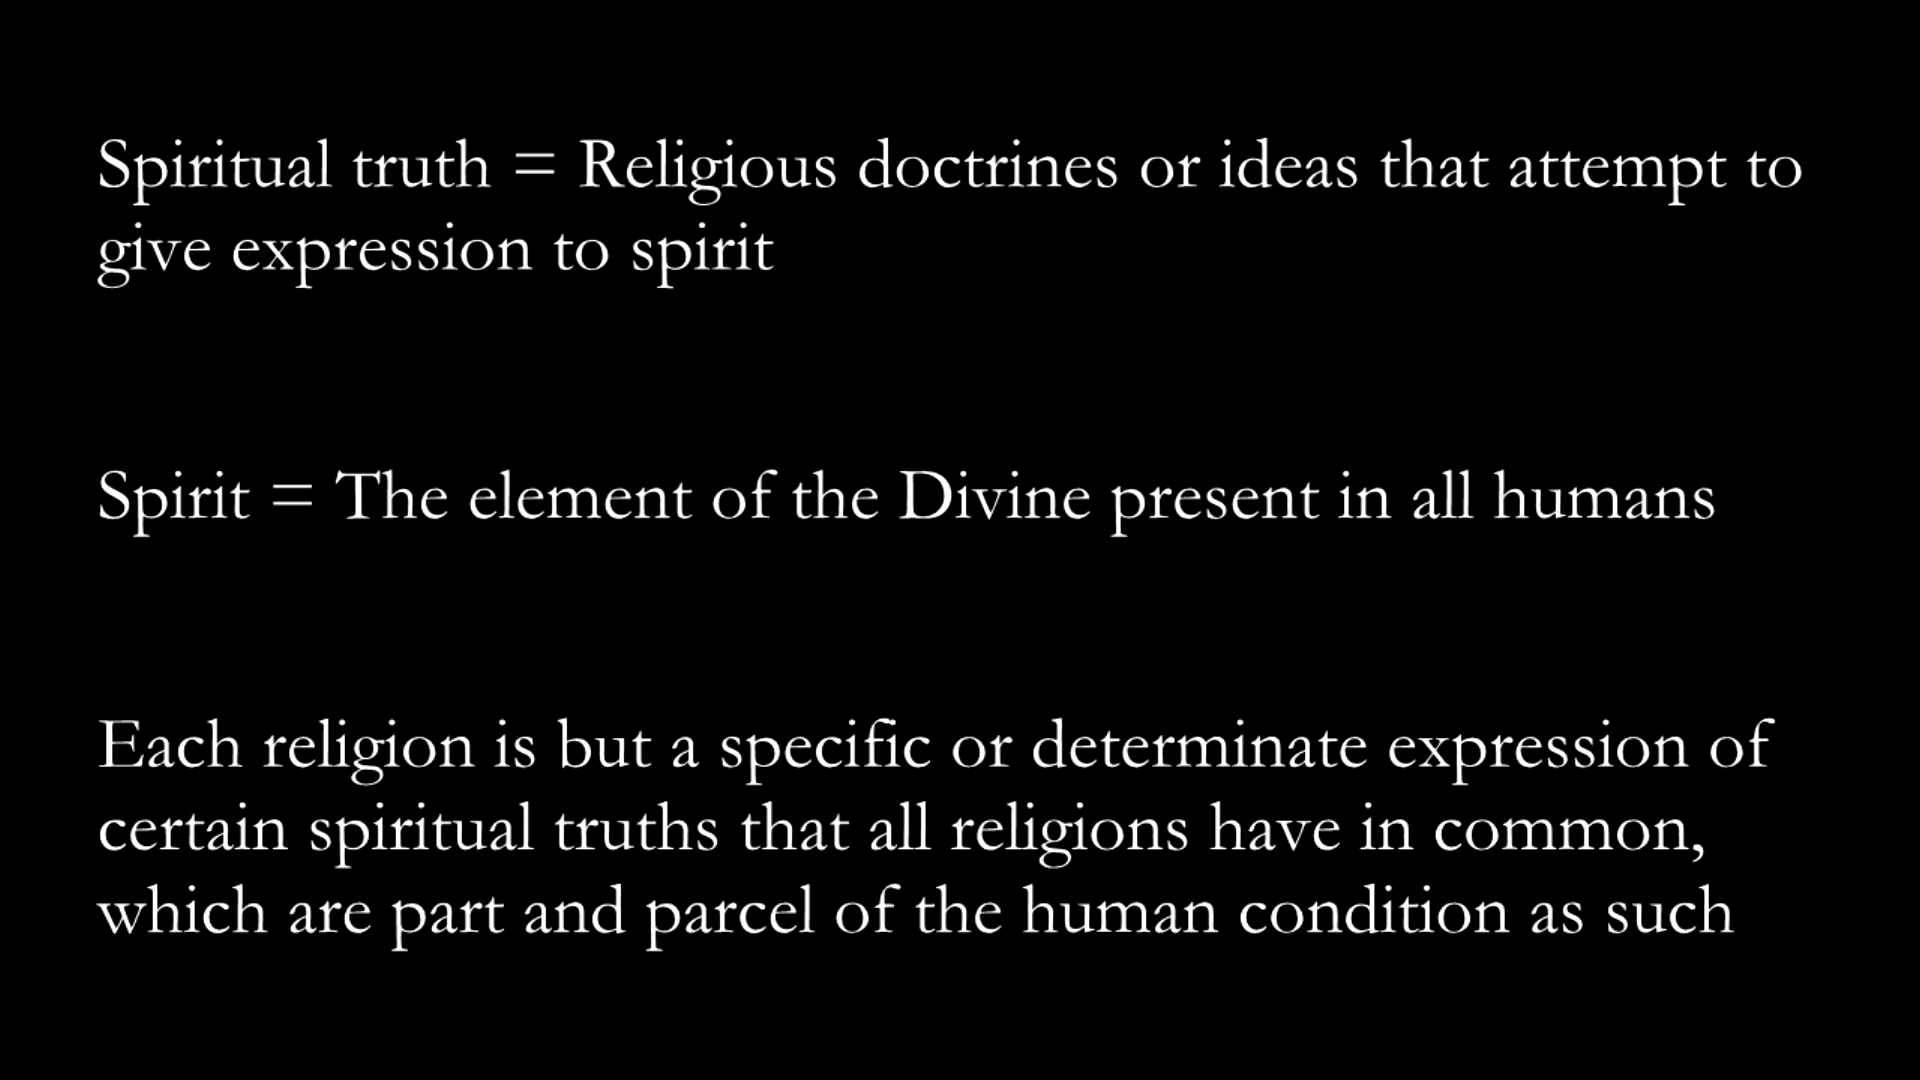 Spiritual truth = Religious doctrines or ideas that attempt to
give expression to spirit
Spirit = The element of the Divine present in all humans
Each religion is but a specific or determinate expression of
certain spiritual truths that all religions have in common,
which are part and parcel of the human condition as such